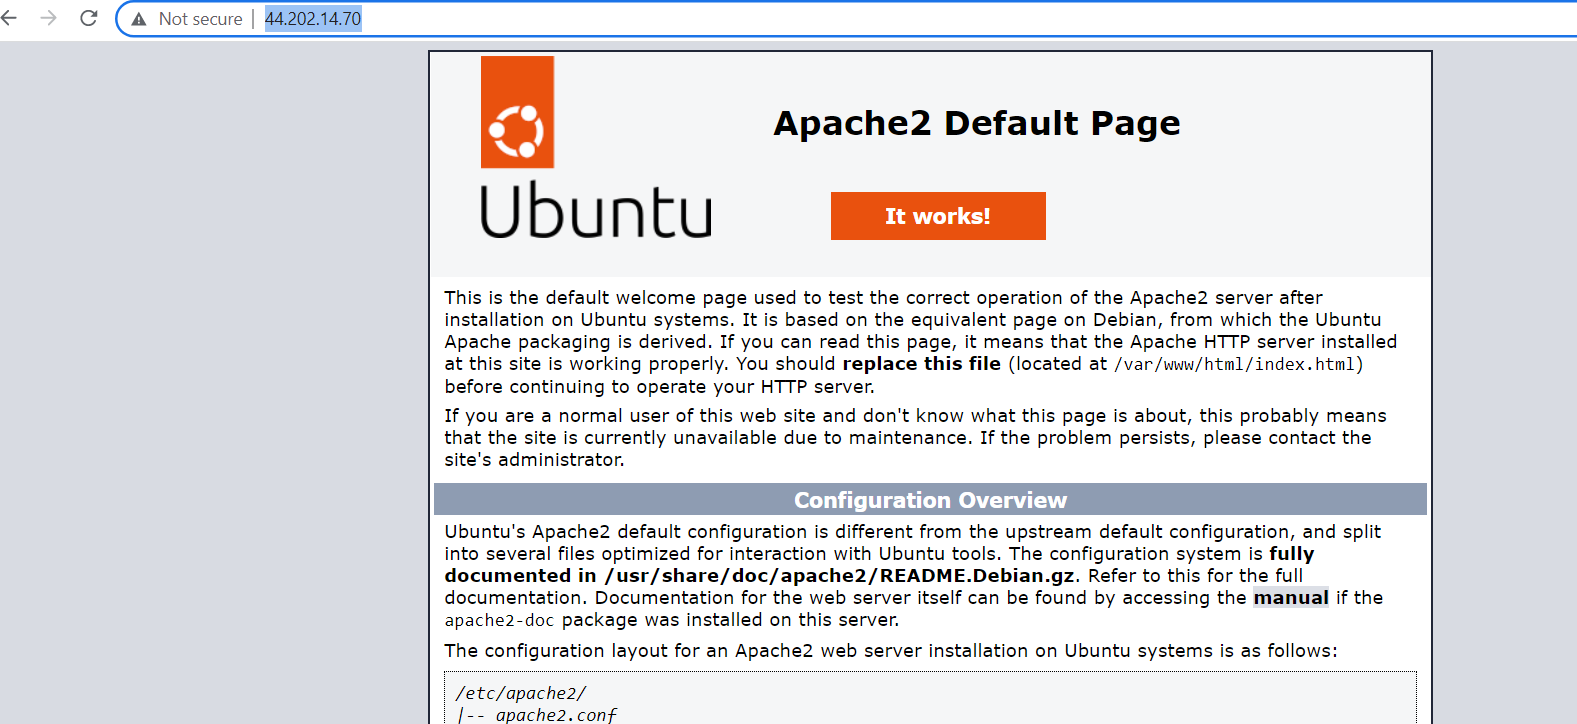 Not secure | 44.202.14.70
Ubuntu
Apache2 Default Page
It works!
This is the default welcome page used to test the correct operation of the Apache2 server after
installation on Ubuntu systems. It is based on the equivalent page on Debian, from which the Ubuntu
Apache packaging is derived. If you can read this page, it means that the Apache HTTP server installed
at this site is working properly. You should replace this file (located at /var/www/html/index.html)
before continuing to operate your HTTP server.
If you are a normal user of this web site and don't know what this page is about, this probably means
that the site is currently unavailable due to maintenance. If the problem persists, please contact the
site's administrator.
Configuration Overview
Ubuntu's Apache2 default configuration is different from the upstream default configuration, and split
into several files optimized for interaction with Ubuntu tools. The configuration system is fully
documented in /usr/share/doc/apache2/README.Debian.gz. Refer to this for the full
documentation. Documentation for the web server itself can be found by accessing the manual if the
apache2-doc package was installed on this server.
The configuration layout for an Apache2 web server installation on Ubuntu systems is as follows:
/etc/apache2/
|-- apache2.conf